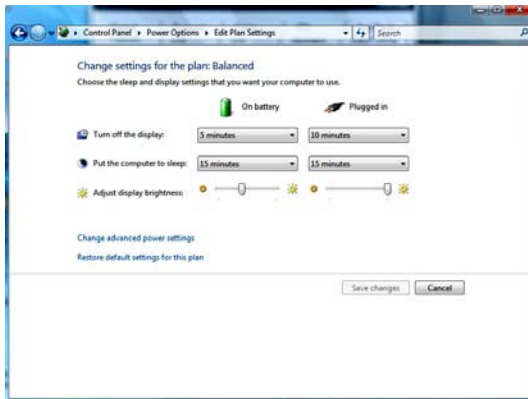 Control Panel ▸ Power Options ▸ Edit Plan Settings
Search
Change settings for the plan: Balanced
Choose the sleep and display settings that you want your computer to use.
On battery Plugged in
Turn off the display: 5 minutes 10 minutes
Put the computer to sleep: 15 minutes 15 minutes
Adjust display brightness:
Change advanced power settings
Restore default settings for this plan
Save changes Cancel